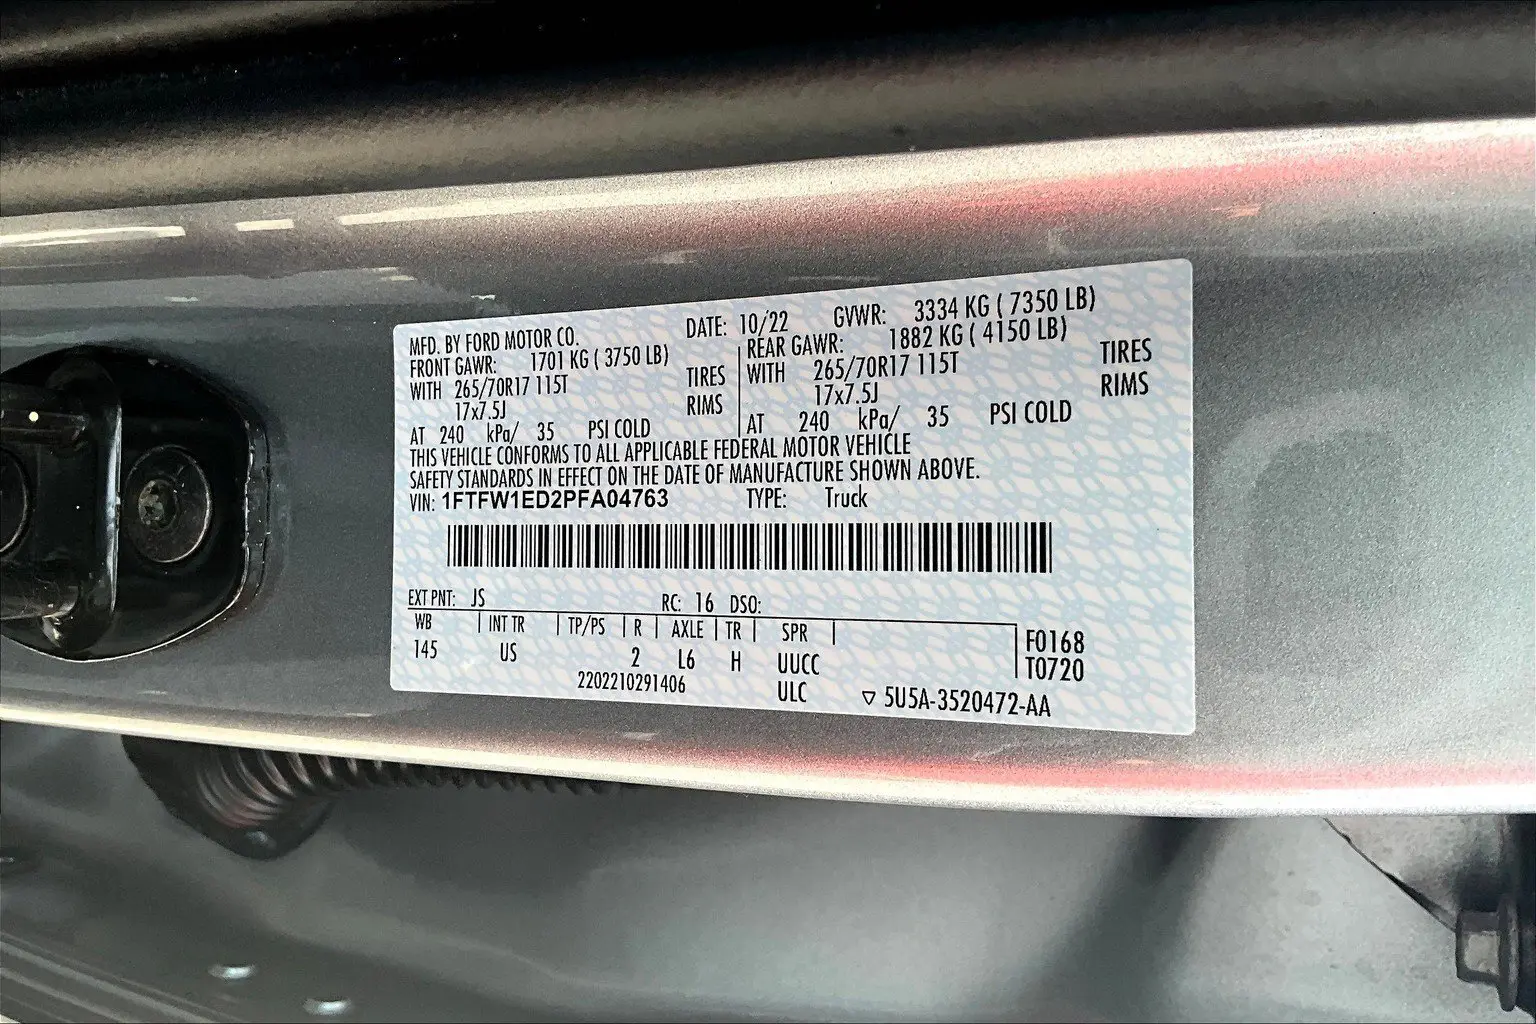 MFD. BY FORD MOTOR CO. DATE: 10/22 GVWR: 3334 KG ( 7350 LB)
FRONT GAWR: 1701 KG ( 3750 LB) REAR GAWR: 1882 KG ( 4150 LB)
WITH 265/70R17 115T TIRES WITH 265/70R17 115T TIRES
17x7.5J RIMS 17x7.5J RIMS
AT 240 kPa/ 35 PSI COLD AT 240 kPa/ 35 PSI COLD
THIS VEHICLE CONFORMS TO ALL APPLICABLE FEDERAL MOTOR VEHICLE
SAFETY STANDARDS IN EFFECT ON THE DATE OF MANUFACTURE SHOWN ABOVE.
VIN: 1FTFW1ED2PFA04763 TYPE: Truck
EXT PNT: JS RC: 16 DSO:
WB INT TR TP/PS R AXLE TR SPR F0168
145 US 2 L6 H UUCC T0720
2202210291406 ULC ▽ 5U5A-3520472-AA